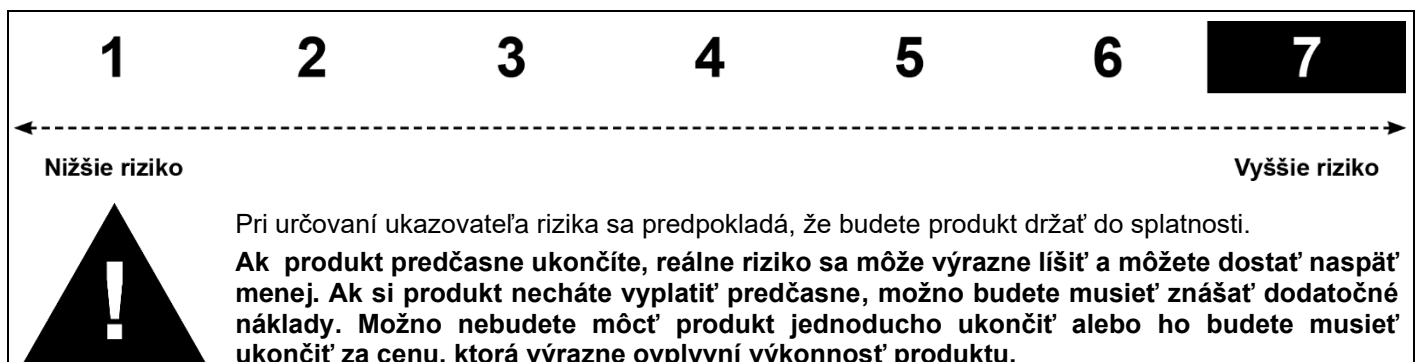 1 2 3 4 5 6 7
Nižšie riziko Vyššie riziko
Pri určovaní ukazovateľa rizika sa predpokladá, že budete produkt držať do splatnosti.
Ak produkt predčasne ukončíte, reálne riziko sa môže výrazne líšiť a môžete dostať naspäť
menej. Ak si produkt necháte vyplatiť predčasne, možno budete musieť znášať dodatočné
náklady. Možno nebudete môcť produkt jednoducho ukončiť alebo ho budete musieť
ukončiť za cenu, ktorá výrazne ovplyvní výkonnosť produktu.
!